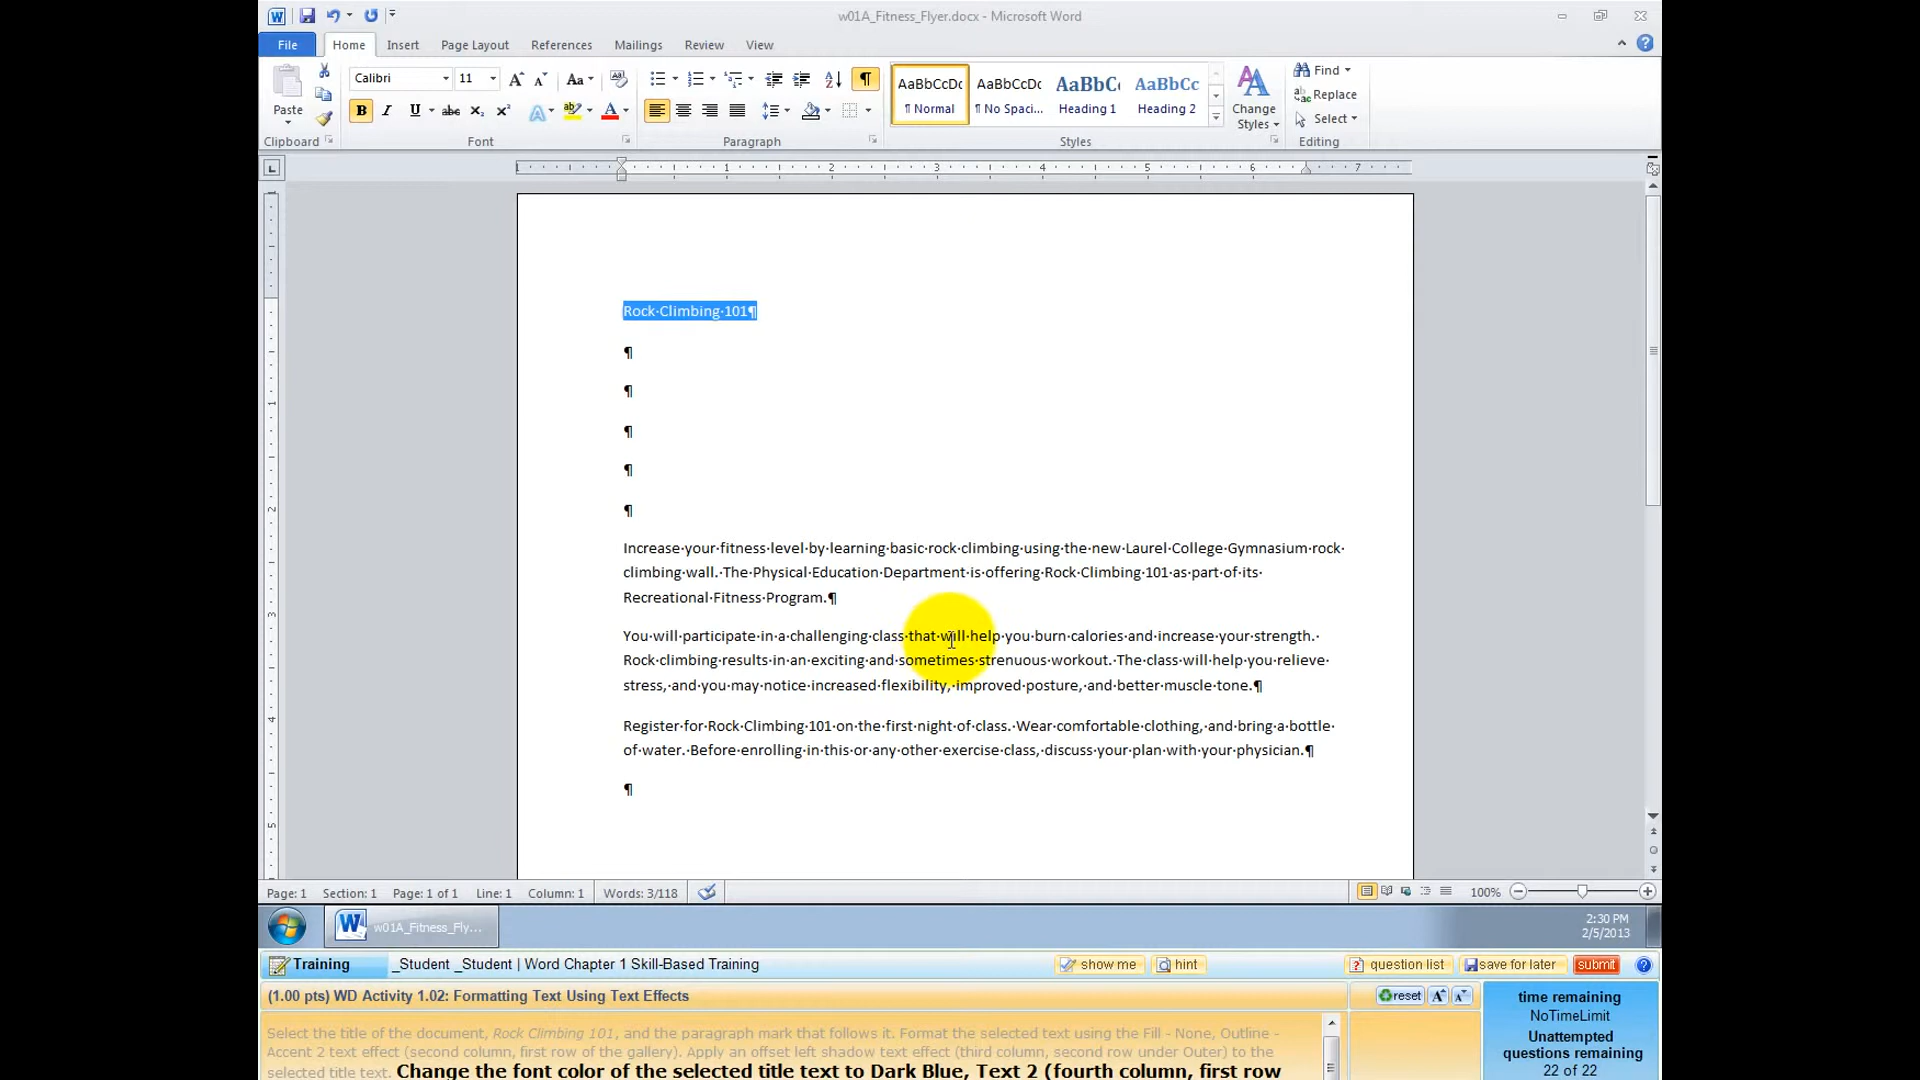 w01A_Fitness_Flyer.docx - Microsoft Word
File Home Insert Page Layout References Mailings Review View
Calibri 11 Aa
Paste
B I U abc X₂ X² A ab A
AaBbCcDc AaBbCcDc AaBbC AaBbCc
¶ Normal ¶ No Spaci... Heading 1 Heading 2
Change Styles
Find
Replace
Select
Clipboard Font Paragraph Styles Editing
1 2 3 4 5 6 7
Rock·Climbing·101¶
¶
¶
¶
¶
¶
Increase·your·fitness·level·by·learning·basic·rock·climbing·using·the·new·Laurel·College·Gymnasium·rock·
climbing·wall.·The·Physical·Education·Department·is·offering·Rock·Climbing·101·as·part·of·its·
Recreational·Fitness·Program.¶
You·will·participate·in·a·challenging·class·that·will·help·you·burn·calories·and·increase·your·strength.·
Rock·climbing·results·in·an·exciting·and·sometimes·strenuous·workout.·The·class·will·help·you·relieve·
stress,·and·you·may·notice·increased·flexibility,·improved·posture,·and·better·muscle·tone.¶
Register·for·Rock·Climbing·101·on·the·first·night·of·class.·Wear·comfortable·clothing,·and·bring·a·bottle·
of·water.·Before·enrolling·in·this·or·any·other·exercise·class,·discuss·your·plan·with·your·physician.¶
¶
Page: 1 Section: 1 Page: 1 of 1 Line: 1 Column: 1 Words: 3/118 100%
w01A_Fitness_Fly...
2:30 PM
2/5/2013
Training _Student _Student | Word Chapter 1 Skill-Based Training show me hint question list save for later submit
(1.00 pts) WD Activity 1.02: Formatting Text Using Text Effects reset A A
time remaining
NoTimeLimit
Unattempted
questions remaining
22 of 22
Select the title of the document, Rock Climbing 101, and the paragraph mark that follows it. Format the selected text using the Fill - None, Outline -
Accent 2 text effect (second column, first row of the gallery). Apply an offset left shadow text effect (third column, second row under Outer) to the
selected title text. Change the font color of the selected title text to Dark Blue, Text 2 (fourth column, first row